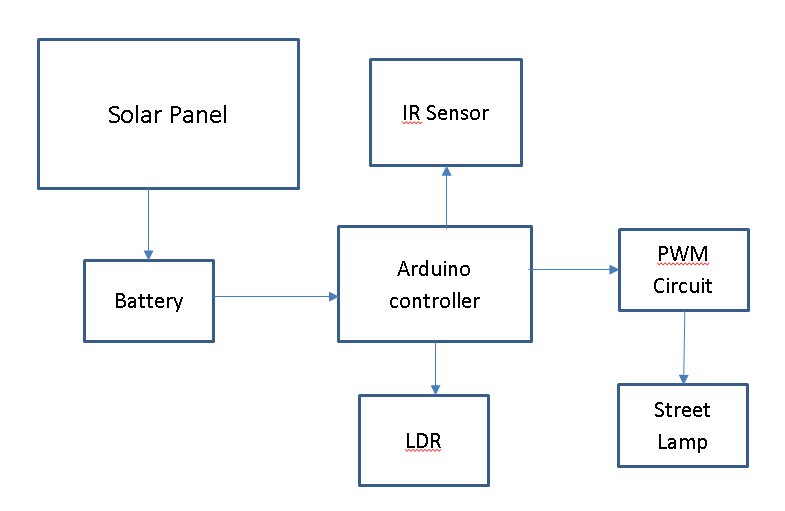 Solar Panel
IR Sensor
Battery
Arduino
controller
PWM
Circuit
LDR
Street
Lamp